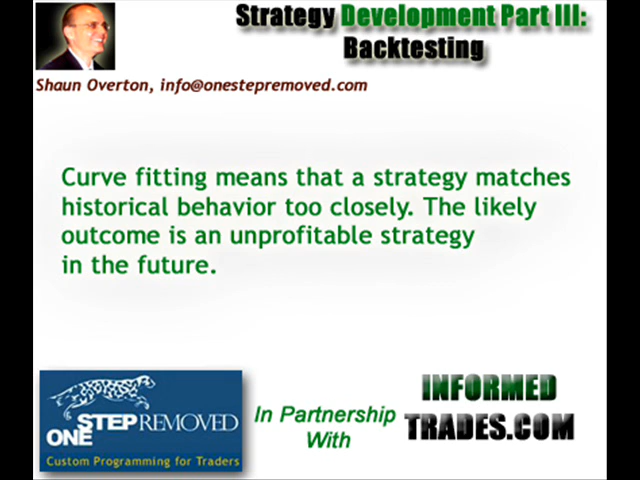 Strategy Development Part III:
Backtesting
Shaun Overton, info@onestepremoved.com
Curve fitting means that a strategy matches
historical behavior too closely. The likely
outcome is an unprofitable strategy
in the future.
ONE STEP REMOVED
Custom Programming for Traders
In Partnership
With
INFORMED
TRADES.COM